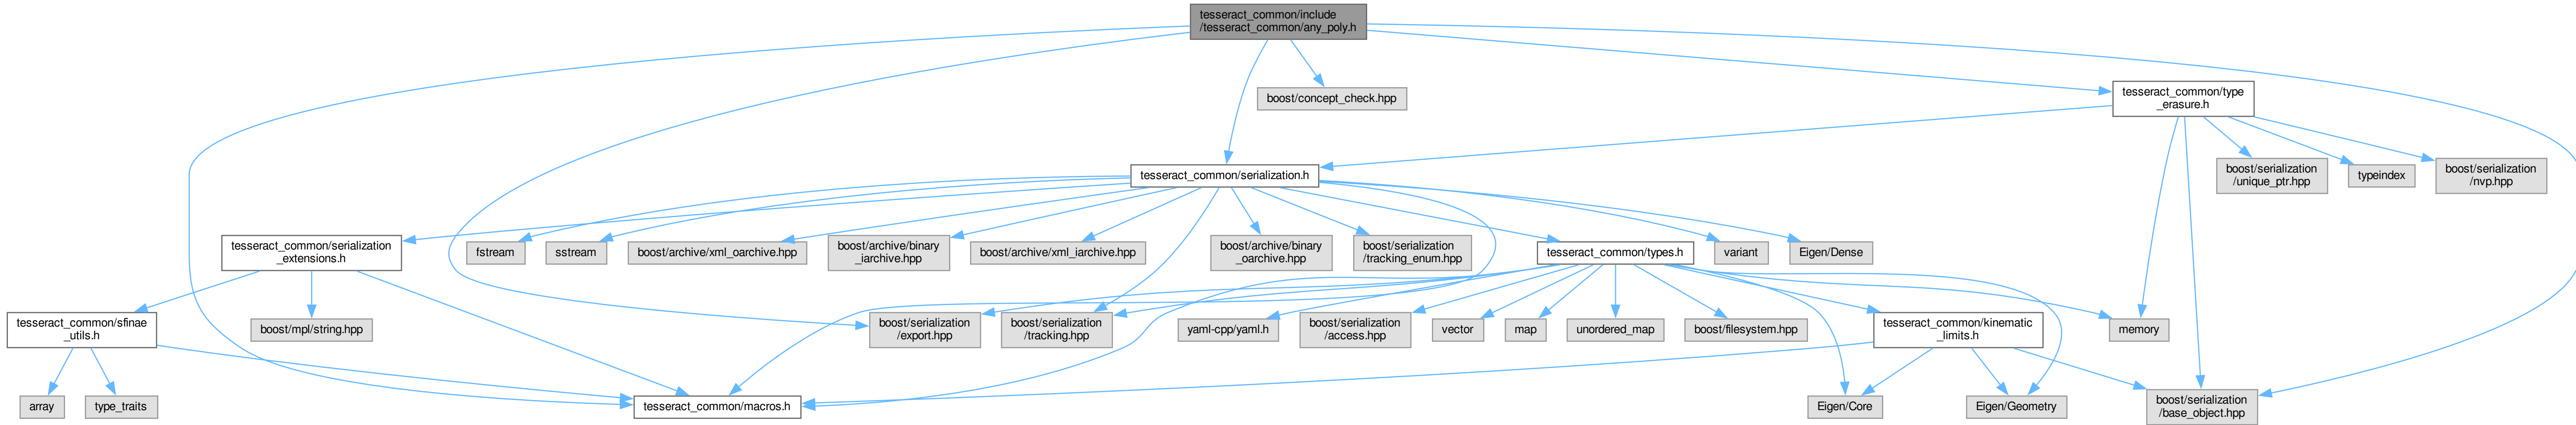 tesseract_common/include
/tesseract_common/any_poly.h
boost/concept_check.hpp
tesseract_common/type
_erasure.h
tesseract_common/serialization.h
boost/serialization
/unique_ptr.hpp
typeindex
boost/serialization
/nvp.hpp
tesseract_common/serialization
_extensions.h
fstream
sstream
boost/archive/xml_oarchive.hpp
boost/archive/binary
_iarchive.hpp
boost/archive/xml_iarchive.hpp
boost/archive/binary
_oarchive.hpp
boost/serialization
/tracking_enum.hpp
tesseract_common/types.h
variant
Eigen/Dense
tesseract_common/sfinae
_utils.h
boost/mpl/string.hpp
boost/serialization
/export.hpp
boost/serialization
/tracking.hpp
yaml-cpp/yaml.h
boost/serialization
/access.hpp
vector
map
unordered_map
boost/filesystem.hpp
tesseract_common/kinematic
_limits.h
memory
array
type_traits
tesseract_common/macros.h
Eigen/Core
Eigen/Geometry
boost/serialization
/base_object.hpp